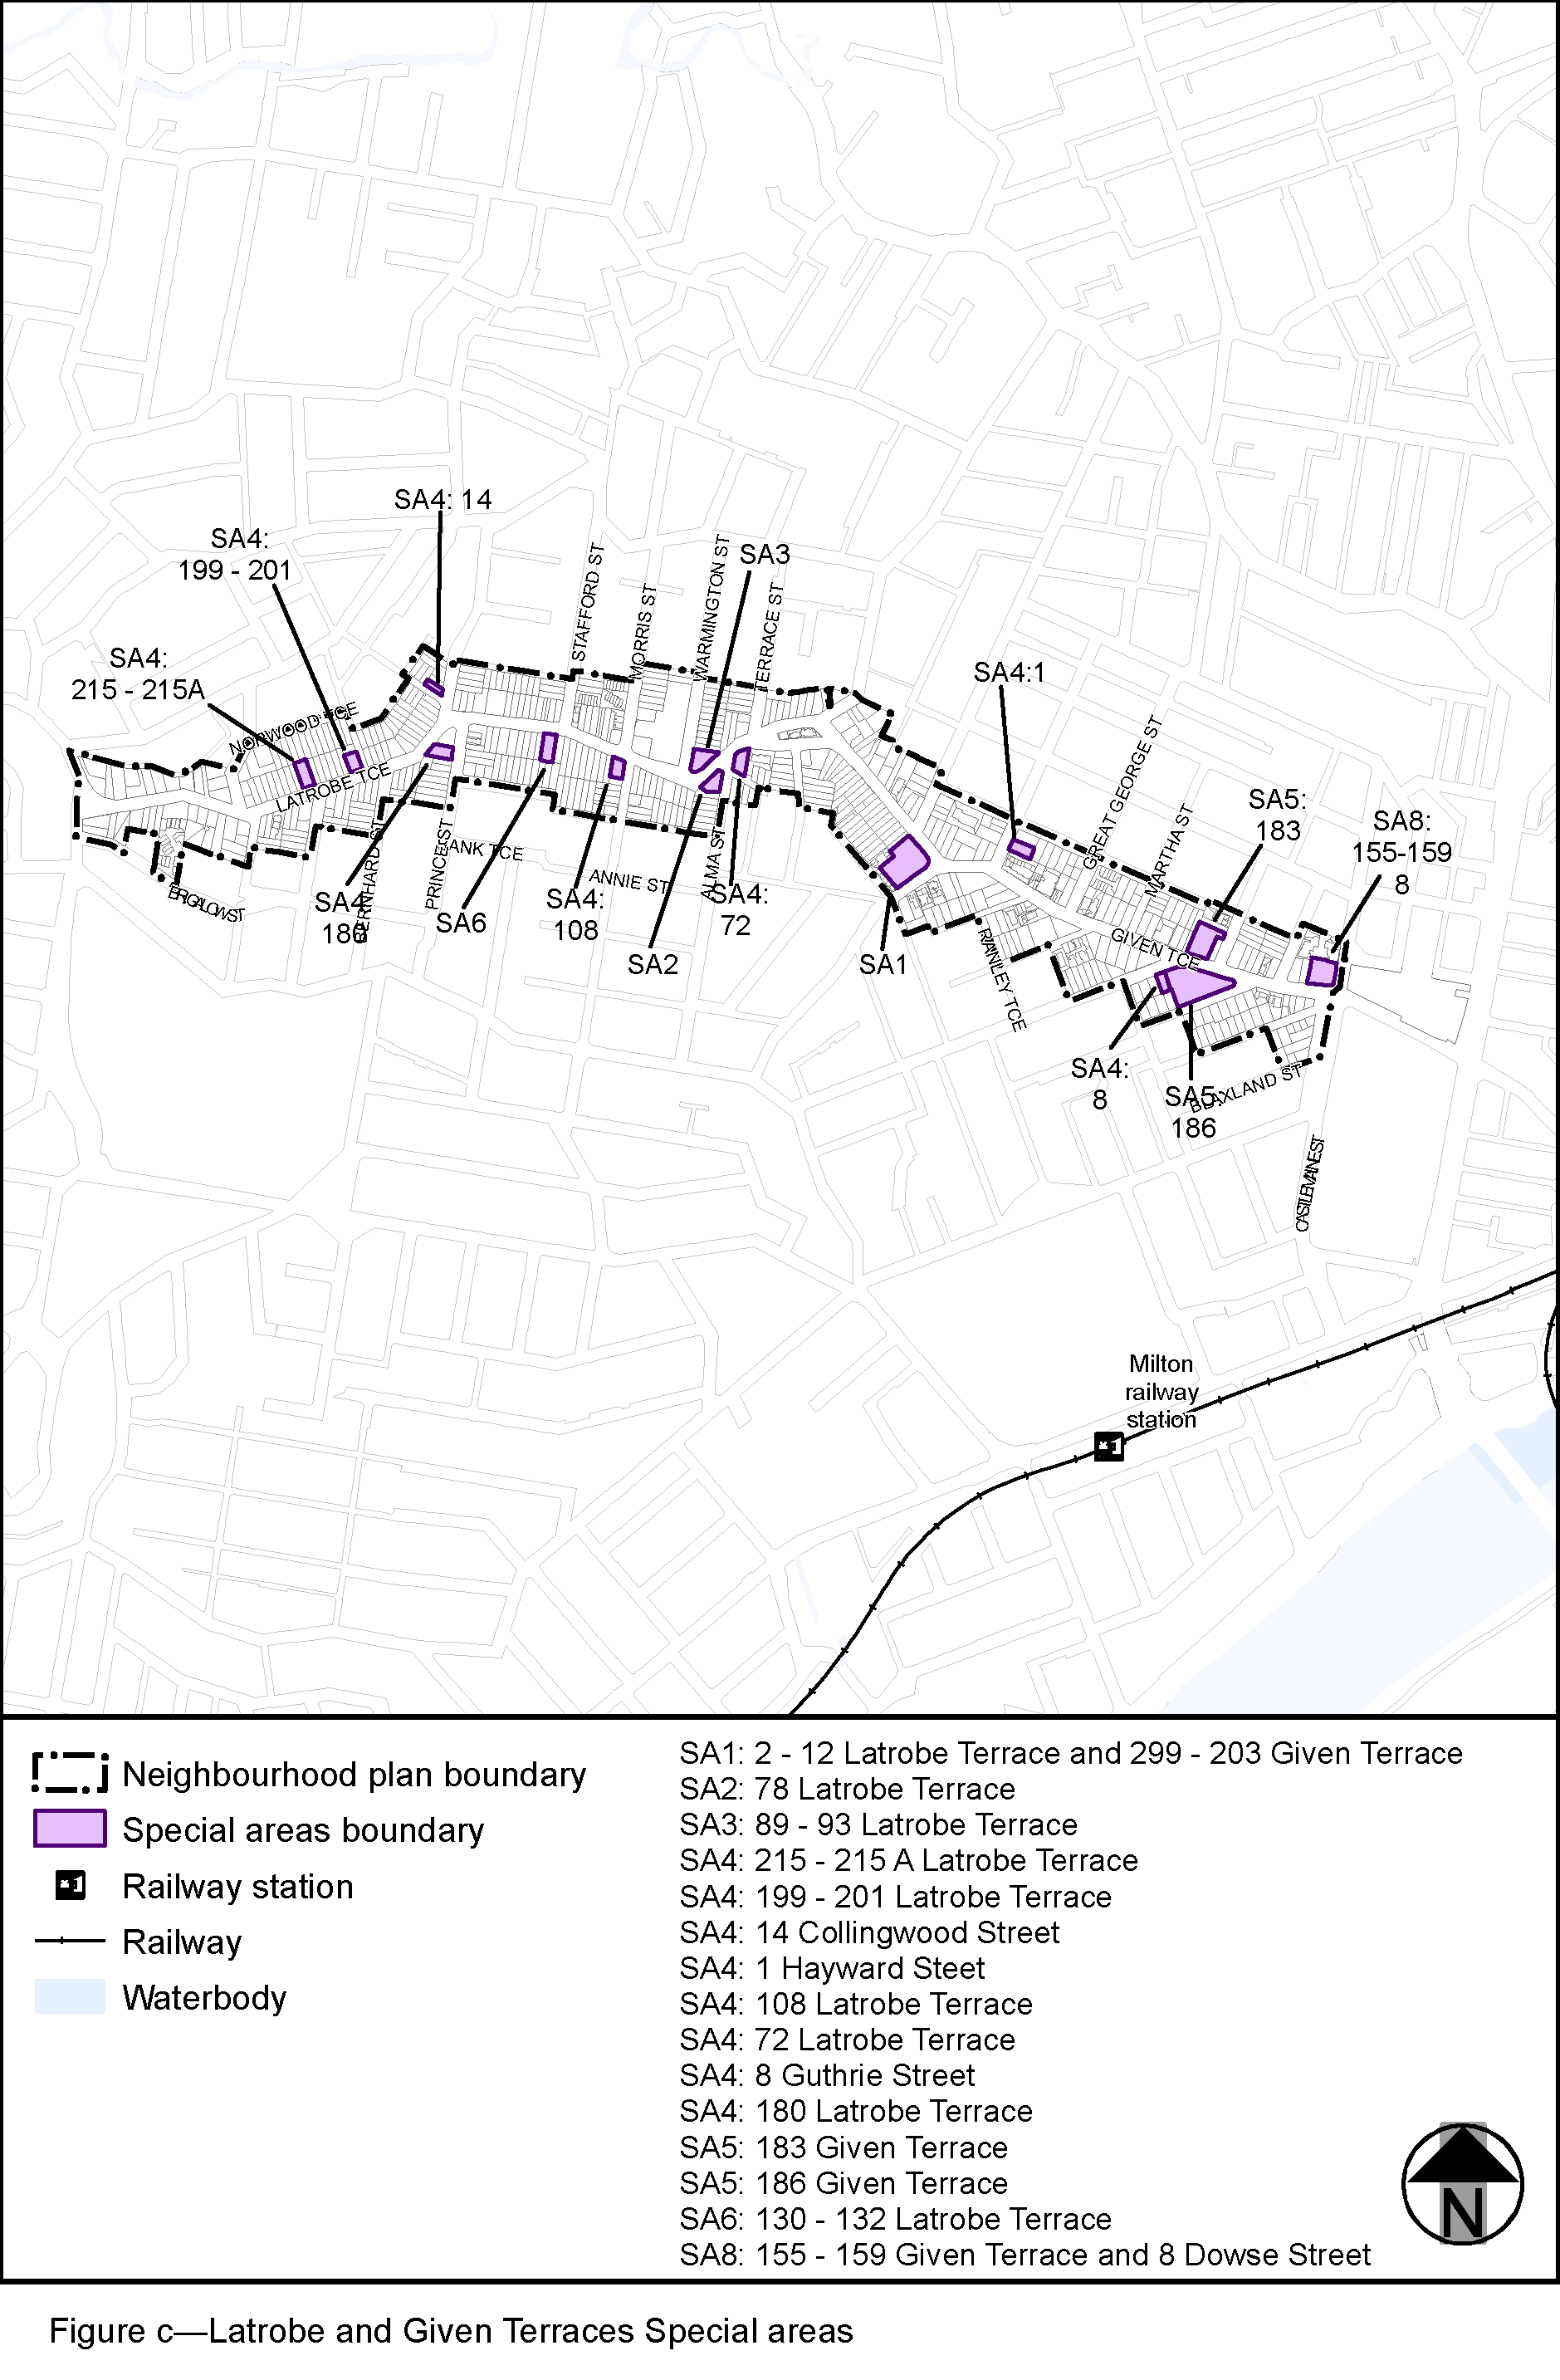 SA4: 14
SA4:
199 - 201
SA4:
215 - 215A
STAFFORD ST
MORRIS ST
WARMINGTON ST
SA3
TERRACE ST
NORWOOD TCE
LATROBE TCE
SA4:1
GREAT GEORGE ST
MARTHA ST
SA5:
183
SA8:
155-159
8
BERNHARD ST
PRINCE ST
ANNIE ST
ALMA ST
SA4:
SA6
SA4:
108
SA2
SA4:
72
SA1
GIVEN TCE
SA4:
8
SA5:
186
BLAXLAND ST
CASTLEMAINE ST
Milton
railway
station
Neighbourhood plan boundary
Special areas boundary
Railway station
Railway
Waterbody
SA1: 2 - 12 Latrobe Terrace and 299 - 203 Given Terrace
SA2: 78 Latrobe Terrace
SA3: 89 - 93 Latrobe Terrace
SA4: 215 - 215 A Latrobe Terrace
SA4: 199 - 201 Latrobe Terrace
SA4: 14 Collingwood Street
SA4: 1 Hayward Steet
SA4: 108 Latrobe Terrace
SA4: 72 Latrobe Terrace
SA4: 8 Guthrie Street
SA4: 180 Latrobe Terrace
SA5: 183 Given Terrace
SA5: 186 Given Terrace
SA6: 130 - 132 Latrobe Terrace
SA8: 155 - 159 Given Terrace and 8 Dowse Street
N
Figure c—Latrobe and Given Terraces Special areas